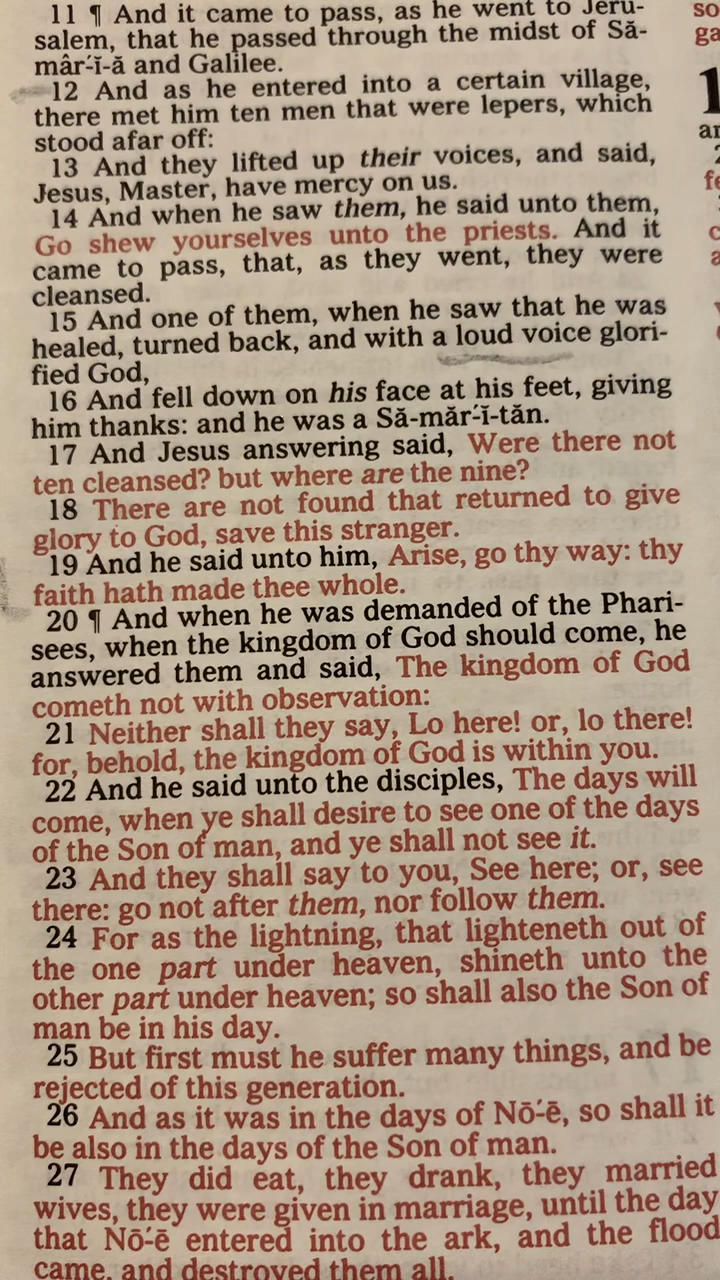 11 ¶ And it came to pass, as he went to Jeru-
salem, that he passed through the midst of Să-
mâr´-ĭ-ă and Galilee.
12 And as he entered into a certain village,
there met him ten men that were lepers, which
stood afar off:
13 And they lifted up their voices, and said,
Jesus, Master, have mercy on us.
14 And when he saw them, he said unto them,
Go shew yourselves unto the priests. And it
came to pass, that, as they went, they were
cleansed.
15 And one of them, when he saw that he was
healed, turned back, and with a loud voice glori-
fied God,
16 And fell down on his face at his feet, giving
him thanks: and he was a Să-măr´-ĭ-tăn.
17 And Jesus answering said, Were there not
ten cleansed? but where are the nine?
18 There are not found that returned to give
glory to God, save this stranger.
19 And he said unto him, Arise, go thy way: thy
faith hath made thee whole.
20 ¶ And when he was demanded of the Phari-
sees, when the kingdom of God should come, he
answered them and said, The kingdom of God
cometh not with observation:
21 Neither shall they say, Lo here! or, lo there!
for, behold, the kingdom of God is within you.
22 And he said unto the disciples, The days will
come, when ye shall desire to see one of the days
of the Son of man, and ye shall not see it.
23 And they shall say to you, See here; or, see
there: go not after them, nor follow them.
24 For as the lightning, that lighteneth out of
the one part under heaven, shineth unto the
other part under heaven; so shall also the Son of
man be in his day.
25 But first must he suffer many things, and be
rejected of this generation.
26 And as it was in the days of Nō´-ē, so shall it
be also in the days of the Son of man.
27 They did eat, they drank, they married
wives, they were given in marriage, until the day
that Nō´-ē entered into the ark, and the flood
came, and destroyed them all.